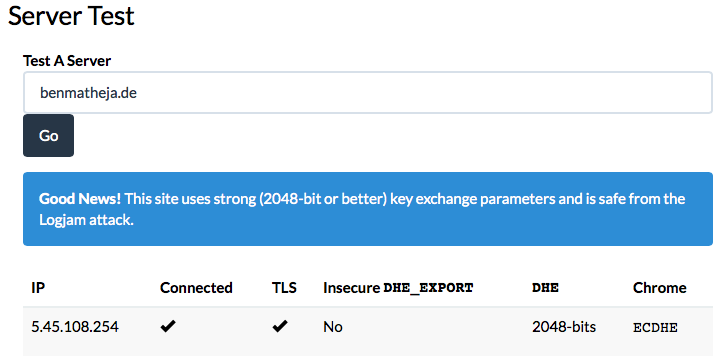 Server Test
Test A Server
benmatheja.de
Go
Good News! This site uses strong (2048-bit or better) key exchange parameters and is safe from the
Logjam attack.
IP Connected TLS Insecure DHE_EXPORT DHE Chrome
5.45.108.254 ✔ ✔ No 2048-bits ECDHE